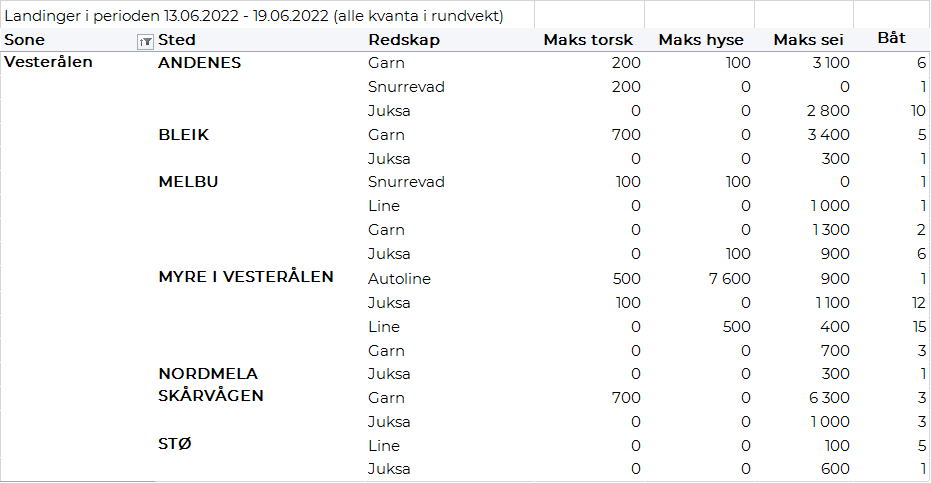 Landinger i perioden 13.06.2022 - 19.06.2022 (alle kvanta i rundvekt)
Sone Sted Redskap Maks torsk Maks hyse Maks sei Båt
Vesterålen ANDENES Garn 200 100 3 100 6
Snurrevad 200 0 0 1
Juksa 0 0 2 800 10
BLEIK Garn 700 0 3 400 5
Juksa 0 0 300 1
MELBU Snurrevad 100 100 0 1
Line 0 0 1 000 1
Garn 0 0 1 300 2
Juksa 0 100 900 6
MYRE I VESTERÅLEN Autoline 500 7 600 900 1
Juksa 100 0 1 100 12
Line 0 500 400 15
Garn 0 0 700 3
NORDMELA Juksa 0 0 300 1
SKÅRVÅGEN Garn 700 0 6 300 3
Juksa 0 0 1 000 3
STØ Line 0 0 100 5
Juksa 0 0 600 1